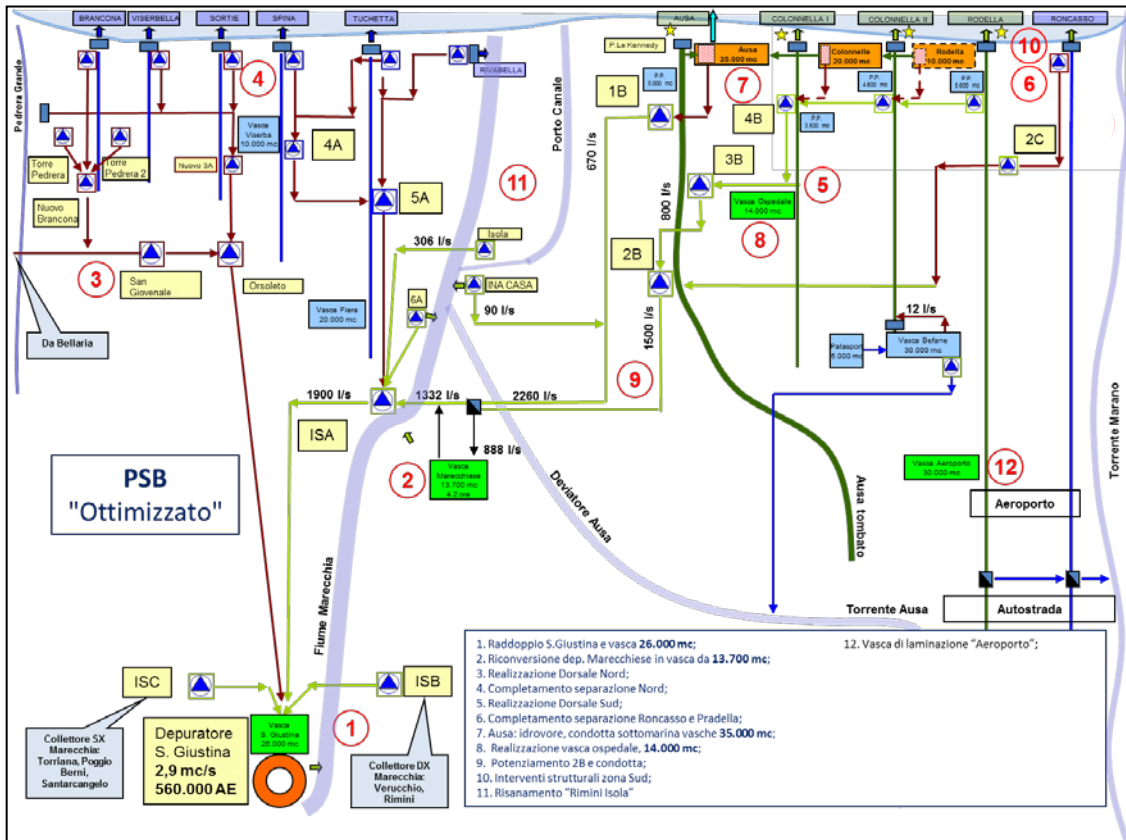 BRANCONA
VISERBELLA
SORTIE
SPINA
TUCHETTA
RIVABELLA
AUSA
COLONNELLA I
COLONNELLA II
RODELLA
RONCASSO
P.Le Kennedy
Ausa
35.000 mc
Colonnelle
20.000 mc
Rodella
10.000 mc
P.P.
5.000 mc
P.P.
4.600 mc
P.P.
P.P.
10
4
7
6
Pedrera Grande
Porto Canale
1B
4B
2C
Vasca
Viserba
10.000 mc
4A
Torre
Pedrera
Torre
Pedrera 2
Nuovo 3A
670 l/s
3B
5
11
Nuovo
Brancona
5A
Vasca Ospedale
14.000 mc
800 l/s
8
Isola
306 l/s
2B
3
San
Giovenale
Orsoleto
INA CASA
6A
90 l/s
Vasca Fiera
20.000 mc
12 l/s
Da Bellaria
1500 l/s
Palasport
Vasca Gefane
30.000 mc
Torrente Marano
9
1900 l/s
1332 l/s
2260 l/s
ISA
888 l/s
2
Vasca
Marecchiese
13.700 mc
4.2 ore
Vasca Aeroporto
30.000 mc
12
PSB
"Ottimizzato"
Deviatore Ausa
Ausa tombato
Aeroporto
Fiume Marecchia
Torrente Ausa
Autostrada
1. Raddoppio S.Giustina e vasca 26.000 mc;
2. Riconversione dep. Marecchiese in vasca da 13.700 mc;
3. Realizzazione Dorsale Nord;
4. Completamento separazione Nord;
5. Realizzazione Dorsale Sud;
6. Completamento separazione Roncasso e Pradella;
7. Ausa: idrovore, condotta sottomarina vasche 35.000 mc;
8. Realizzazione vasca ospedale, 14.000 mc;
9. Potenziamento 2B e condotta;
10. Interventi strutturali zona Sud;
11. Risanamento "Rimini Isola"
12. Vasca di laminazione "Aeroporto";
ISC
ISB
1
Collettore SX
Marecchia:
Torriana, Poggio
Berni,
Santarcangelo
Depuratore
S. Giustina
2,9 mc/s
560.000 AE
Vasca
S. Giustina
26.000 mc
Collettore DX
Marecchia:
Verucchio,
Rimini